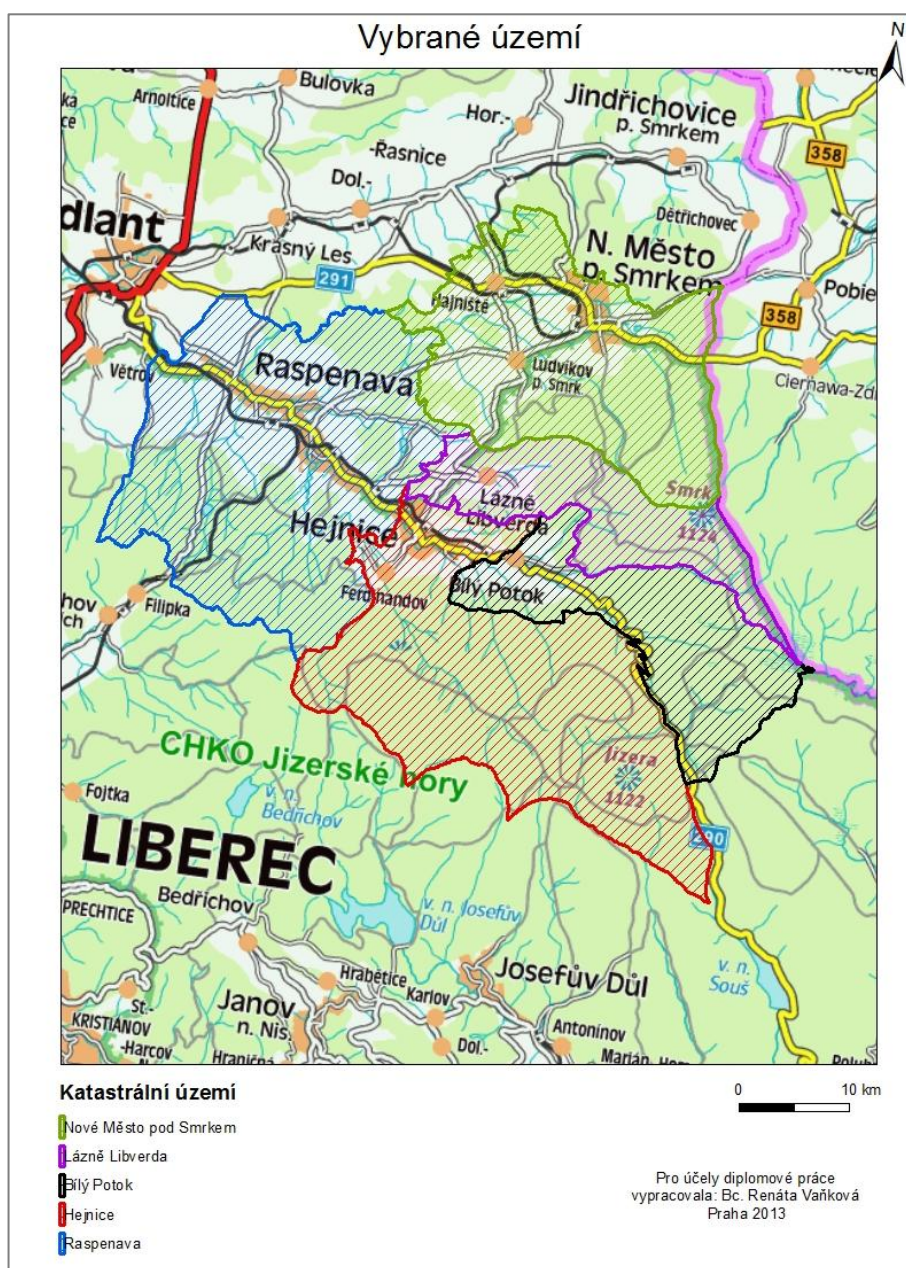 Vybrané území
N
Arnoltice
Bulovka
Jindřichovice
p. Smrkem
Hor.-
358
-Řasnice
Dol.-
Dětřichovec
dlant
Krásný Les
N. Město
p. Smrkem
291
Hajniště
Pobie
358
Větrov
Raspenava
Ludvíkov
p. Smrk.
Ciernawa-Zdr
Lázně
Libverda
Smrk
1124
Hejnice
Ferdinandov
Bílý Potok
chov
ích
Filipka
CHKO Jizerské hory
Jizera
1122
Fojtka
v. n.
Bedřichov
290
LIBEREC
Bedřichov
v. n. Josefův
Důl
PRECHTICE
v. n.
Souš
Hrabětice
Josefův Důl
St.-
Karlov
KRISTIÁNOV
Janov
n. Nis.
Antonínov
-Harcov
Dol.-
Hraničná
Katastrální území
0 10 km
Nové Město pod Smrkem
Lázně Libverda
Bílý Potok
Hejnice
Raspenava
Pro účely diplomové práce
vypracovala: Bc. Renáta Vaňková
Praha 2013